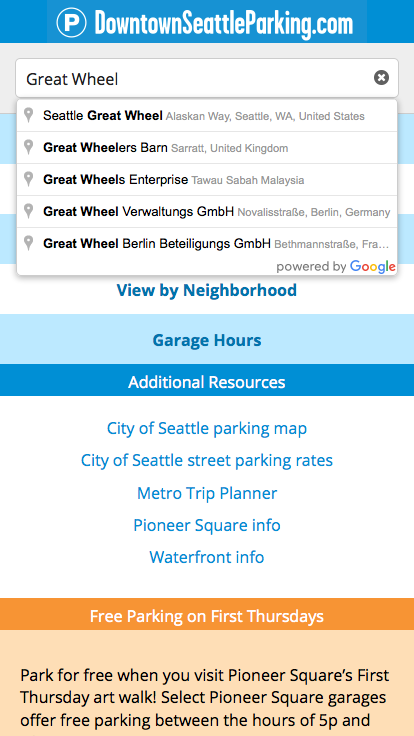 P DowntownSeattleParking.com
Great Wheel
Seattle Great Wheel Alaskan Way, Seattle, WA, United States
Great Wheelers Barn Sarratt, United Kingdom
Great Wheels Enterprise Tawau Sabah Malaysia
Great Wheel Verwaltungs GmbH Novalisstraße, Berlin, Germany
Great Wheel Berlin Beteiligungs GmbH Bethmannstraße, Fra...
powered by Google
View by Neighborhood
Garage Hours
Additional Resources
City of Seattle parking map
City of Seattle street parking rates
Metro Trip Planner
Pioneer Square info
Waterfront info
Free Parking on First Thursdays
Park for free when you visit Pioneer Square’s First
Thursday art walk! Select Pioneer Square garages
offer free parking between the hours of 5p and